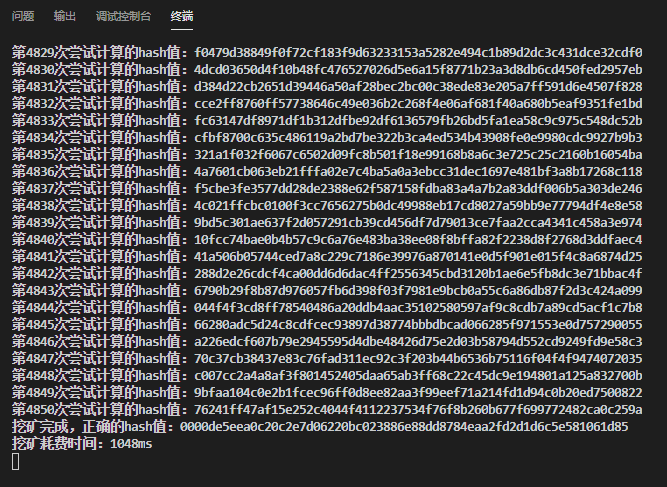 问题 输出 调试控制台 终端
第4829次尝试计算的hash值：f0479d38849f0f72cf183f9d63233153a5282e494c1b89d2dc3c431dce32cdf0
第4830次尝试计算的hash值：4dcd03650d4f10b48fc476527026d5e6a15f8771b23a3d8db6cd450fed2957eb
第4831次尝试计算的hash值：d384d22cb2651d39446a50af28bec2bc00c38ede83e205a7ff591d6e4507f828
第4832次尝试计算的hash值：cce2ff8760ff57738646c49e036b2c268f4e06af681f40a680b5eaf9351fe1bd
第4833次尝试计算的hash值：fc63147df8971df1b312dfbe92df6136579fb26bd5fa1ea58c9c975c548dc52b
第4834次尝试计算的hash值：cfbf8700c635c486119a2bd7be322b3ca4ed534b43908fe0e9980cdc9927b9b3
第4835次尝试计算的hash值：321a1f032f6067c6502d09fc8b501f18e99168b8a6c3e725c25c2160b16054ba
第4836次尝试计算的hash值：4a7601cb063eb21fffa02e7c4ba5a0a3ebcc31dec1697e481bf3a8b17268c118
第4837次尝试计算的hash值：f5cbe3fe3577dd28de2388e62f587158fdba83a4a7b2a83ddf006b5a303de246
第4838次尝试计算的hash值：4c021ffcbc0100f3cc7656275b0dc49988eb17cd8027a59bb9e77794df4e8e58
第4839次尝试计算的hash值：9bd5c301ae637f2d057291cb39cd456df7d79013ce7faa2cca4341c458a3e974
第4840次尝试计算的hash值：10fcc74bae0b4b57c9c6a76e483ba38ee08f8bffa82f2238d8f2768d3ddfaec4
第4841次尝试计算的hash值：41a506b05744ced7a8c229c7186e39976a870141e0d5f901e015f4c8a6874d25
第4842次尝试计算的hash值：288d2e26cdcf4ca00dd6d6dac4ff2556345cbd3120b1ae6e5fb8dc3e71bbac4f
第4843次尝试计算的hash值：6790b29f8b87d976057fb6d398f03f7981e9bcb0a55c6a86db87f2d3c424a099
第4844次尝试计算的hash值：044f4f3cd8ff78540486a20ddb4aac35102580597af9c8cdb7a89cd5acf1c7b8
第4845次尝试计算的hash值：66280adc5d24c8cdfcec93897d38774bbbdbcad066285f971553e0d757290055
第4846次尝试计算的hash值：a226edcf607b79e2945595d4dbe48426d75e2d03b58794d552cd9249fd9e58c3
第4847次尝试计算的hash值：70c37cb38437e83c76fad311ec92c3f203b44b6536b75116f04f4f9474072035
第4848次尝试计算的hash值：c007cc2a4a8af3f801452405daa65ab3ff68c22c45dc9e194801a125a832700b
第4849次尝试计算的hash值：9bfaa104c0e2b1fcec96ff0d8ee82aa3f99eef71a214fd1d94c0b20ed7500822
第4850次尝试计算的hash值：76241ff47af15e252c4044f4112237534f76f8b260b677f699772482ca0c259a
挖矿完成，正确的hash值：0000de5eea0c20c2e7d06220bc023886e88dd8784eaa2fd2d1d6c5e581061d85
挖矿耗费时间：1048ms